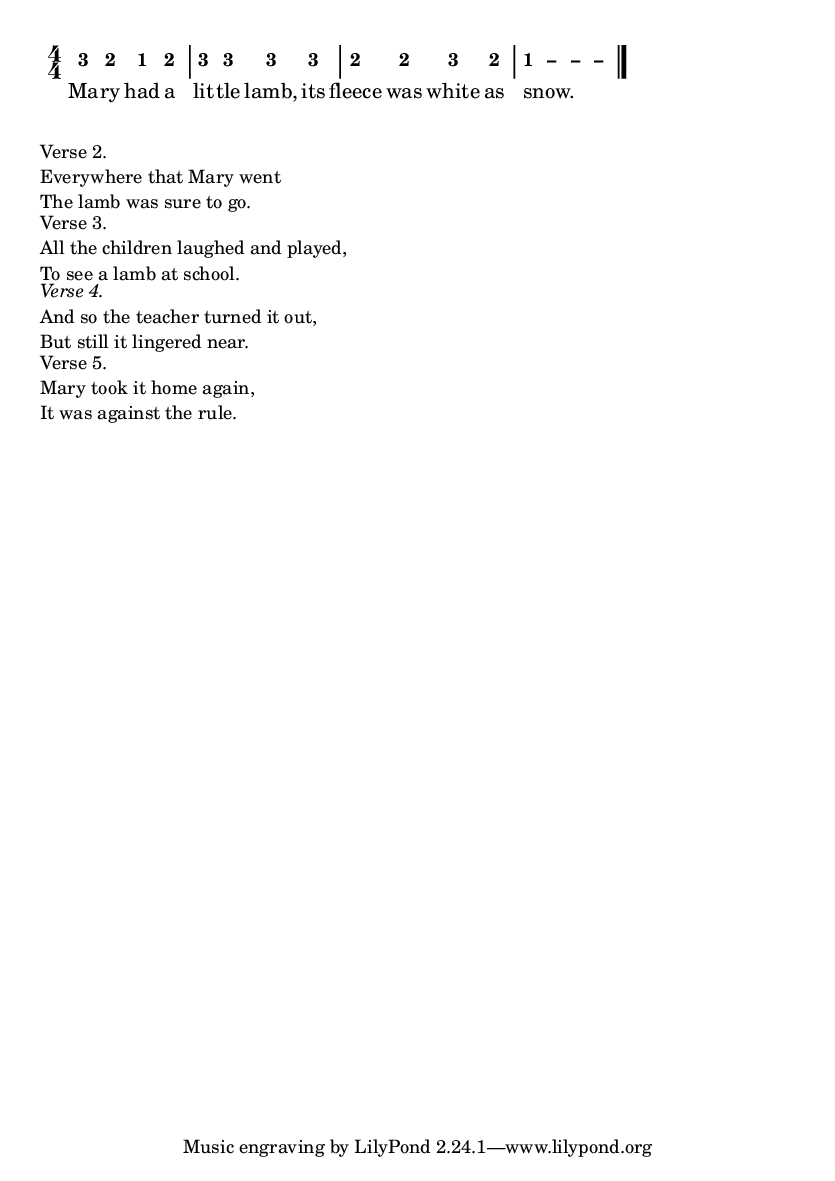 4/4 3 2 1 2 | 3 3 3 3 | 2 2 3 2 | 1 – – –
Mary had a little lamb, its fleece was white as snow.
Verse 2.
Everywhere that Mary went
The lamb was sure to go.
Verse 3.
All the children laughed and played,
To see a lamb at school.
Verse 4.
And so the teacher turned it out,
But still it lingered near.
Verse 5.
Mary took it home again,
It was against the rule.
Music engraving by LilyPond 2.24.1—www.lilypond.org